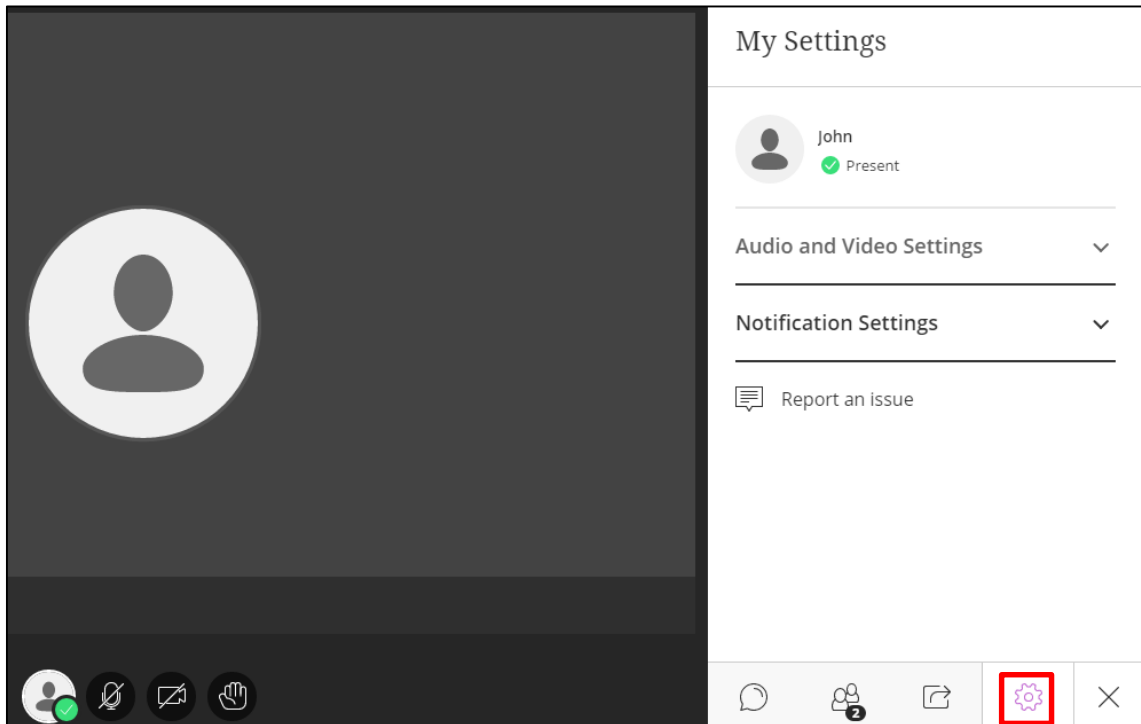 My Settings
John
Present
Audio and Video Settings
Notification Settings
Report an issue
2